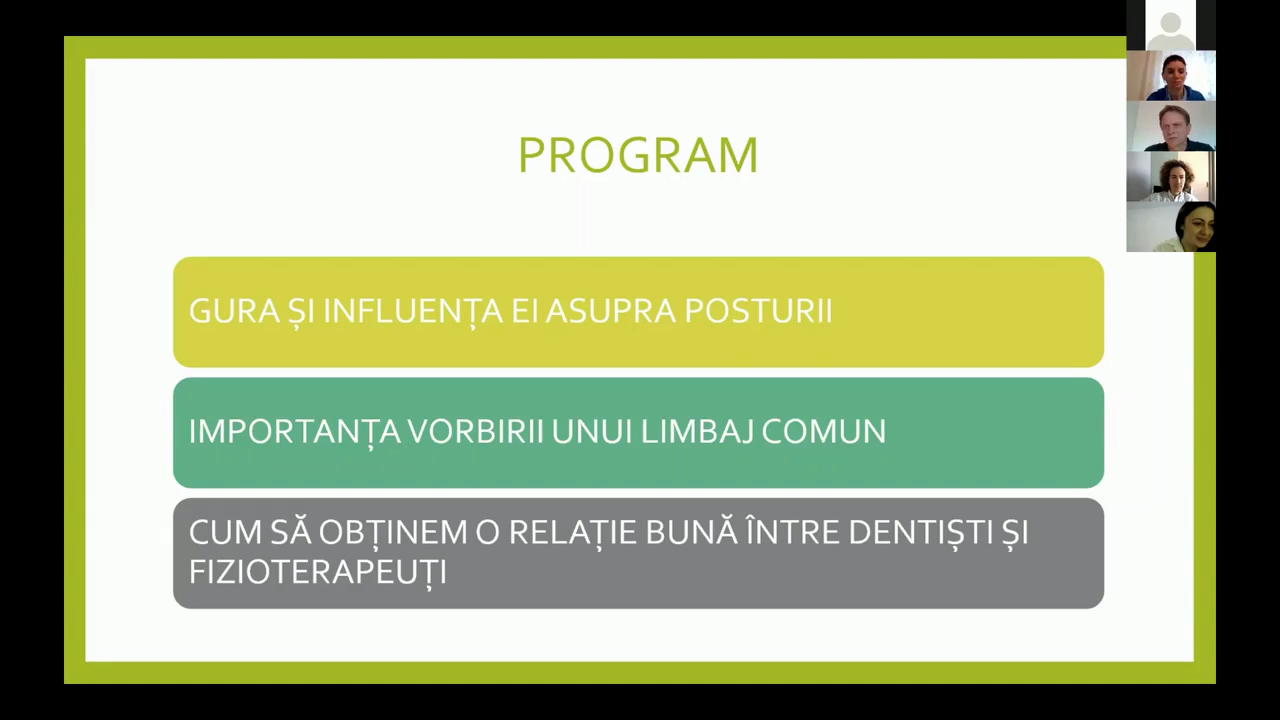 PROGRAM
GURA ȘI INFLUENȚA EI ASUPRA POSTURII
IMPORTANȚA VORBIRII UNUI LIMBAJ COMUN
CUM SĂ OBȚINEM O RELAȚIE BUNĂ ÎNTRE DENTIȘTI ȘI
FIZIOTERAPEUȚI